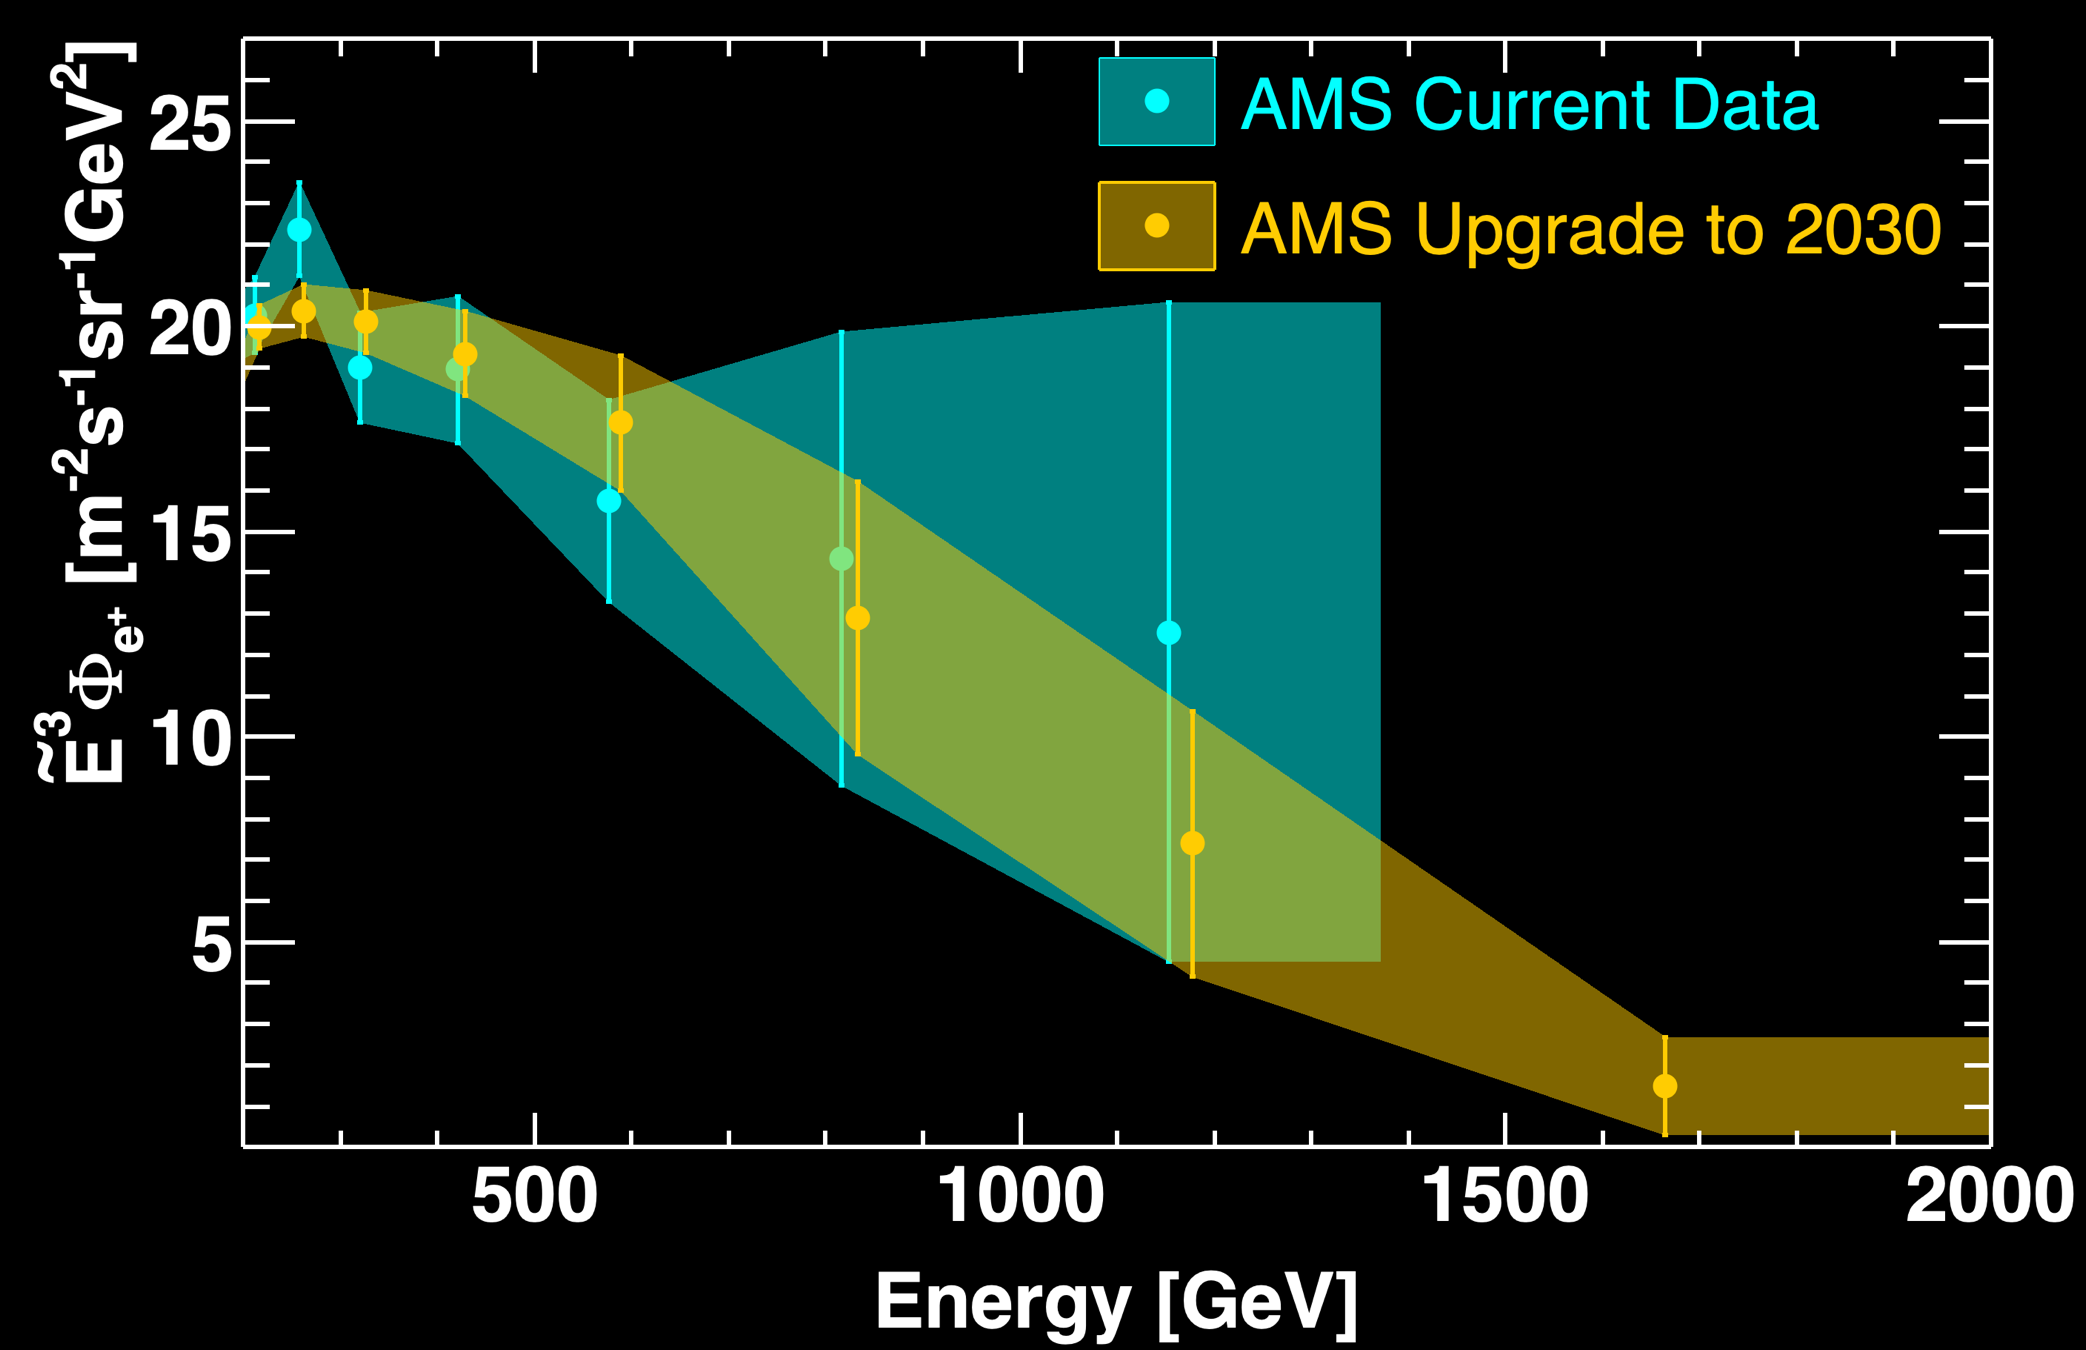 AMS Current Data
AMS Upgrade to 2030
Ẽ³Φe⁺ [m⁻²s⁻¹sr⁻¹GeV²]
25
20
15
10
5
500 1000 1500 2000
Energy [GeV]